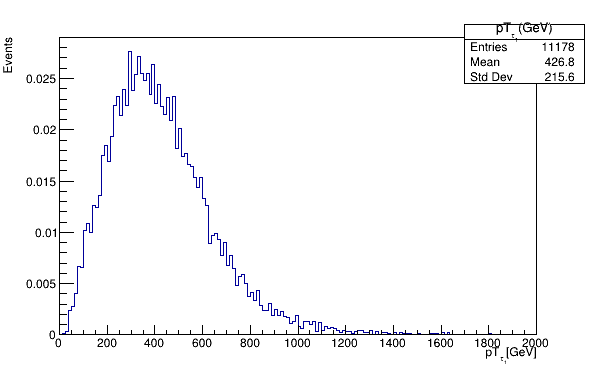 pT_τ₁(GeV)
Entries 11178
Mean 426.8
Std Dev 215.6
Events
0.025
0.02
0.015
0.01
0.005
0
0 200 400 600 800 1000 1200 1400 1600 1800 2000
pT_τ₁[GeV]